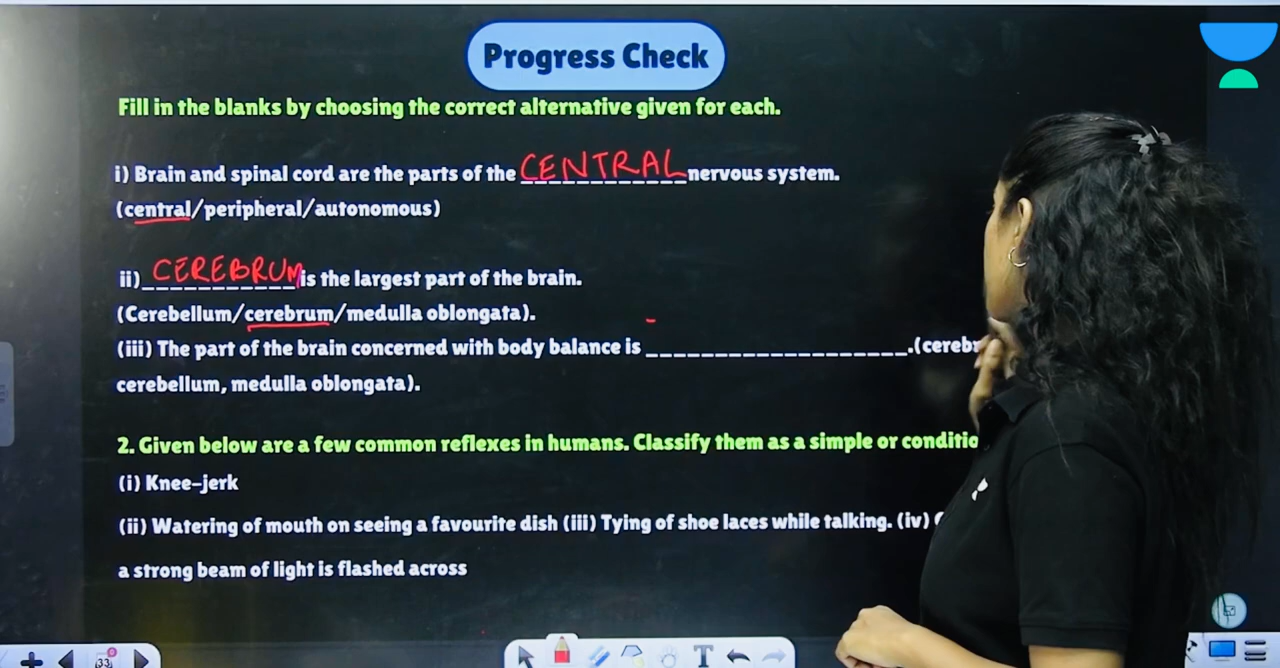 Progress Check
Fill in the blanks by choosing the correct alternative given for each.
i) Brain and spinal cord are the parts of the CENTRAL nervous system.
(central/peripheral/autonomous)
ii) CEREBRUM is the largest part of the brain.
(Cerebellum/cerebrum/medulla oblongata).
(iii) The part of the brain concerned with body balance is ___________________.(cereb
cerebellum, medulla oblongata).
2. Given below are a few common reflexes in humans. Classify them as a simple or conditio
(i) Knee-jerk
(ii) Watering of mouth on seeing a favourite dish (iii) Tying of shoe laces while talking. (iv)
a strong beam of light is flashed across
33
T